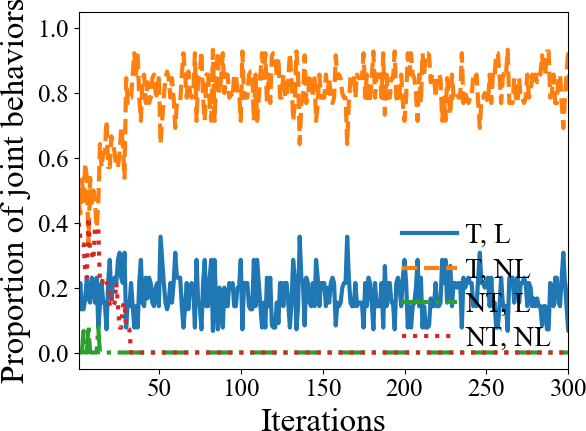 Proportion of joint behaviors
1.0
0.8
0.6
0.4
0.2
0.0
T, L
T, NL
NT, L
NT, NL
50
100
150
200
250
300
Iterations